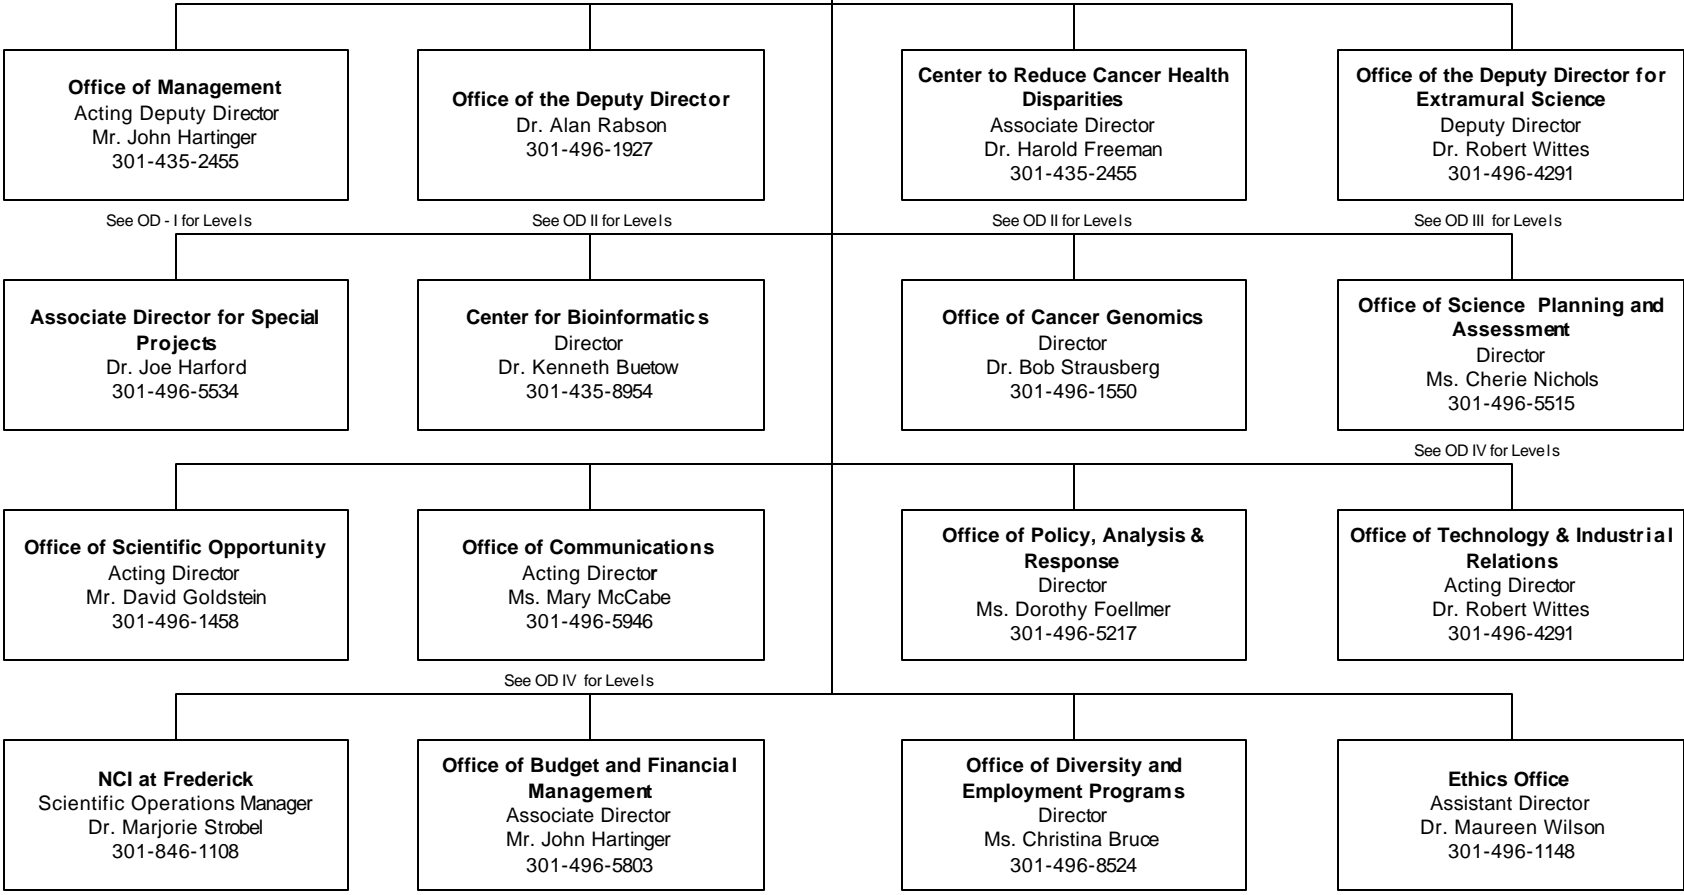 Office of Management
Acting Deputy Director
Mr. John Hartinger
301-435-2455
See OD - I for Levels
Office of the Deputy Director
Dr. Alan Rabson
301-496-1927
See OD II for Levels
Center to Reduce Cancer Health
Disparities
Associate Director
Dr. Harold Freeman
301-435-2455
See OD II for Levels
Office of the Deputy Director for
Extramural Science
Deputy Director
Dr. Robert Wittes
301-496-4291
See OD III for Levels
Associate Director for Special
Projects
Dr. Joe Harford
301-496-5534
Center for Bioinformatics
Director
Dr. Kenneth Buetow
301-435-8954
Office of Cancer Genomics
Director
Dr. Bob Strausberg
301-496-1550
Office of Science Planning and
Assessment
Director
Ms. Cherie Nichols
301-496-5515
See OD IV for Levels
Office of Scientific Opportunity
Acting Director
Mr. David Goldstein
301-496-1458
Office of Communications
Acting Director
Ms. Mary McCabe
301-496-5946
See OD IV for Levels
Office of Policy, Analysis &
Response
Director
Ms. Dorothy Foellmer
301-496-5217
Office of Technology & Industrial
Relations
Acting Director
Dr. Robert Wittes
301-496-4291
NCI at Frederick
Scientific Operations Manager
Dr. Marjorie Strobel
301-846-1108
Office of Budget and Financial
Management
Associate Director
Mr. John Hartinger
301-496-5803
Office of Diversity and
Employment Programs
Director
Ms. Christina Bruce
301-496-8524
Ethics Office
Assistant Director
Dr. Maureen Wilson
301-496-1148